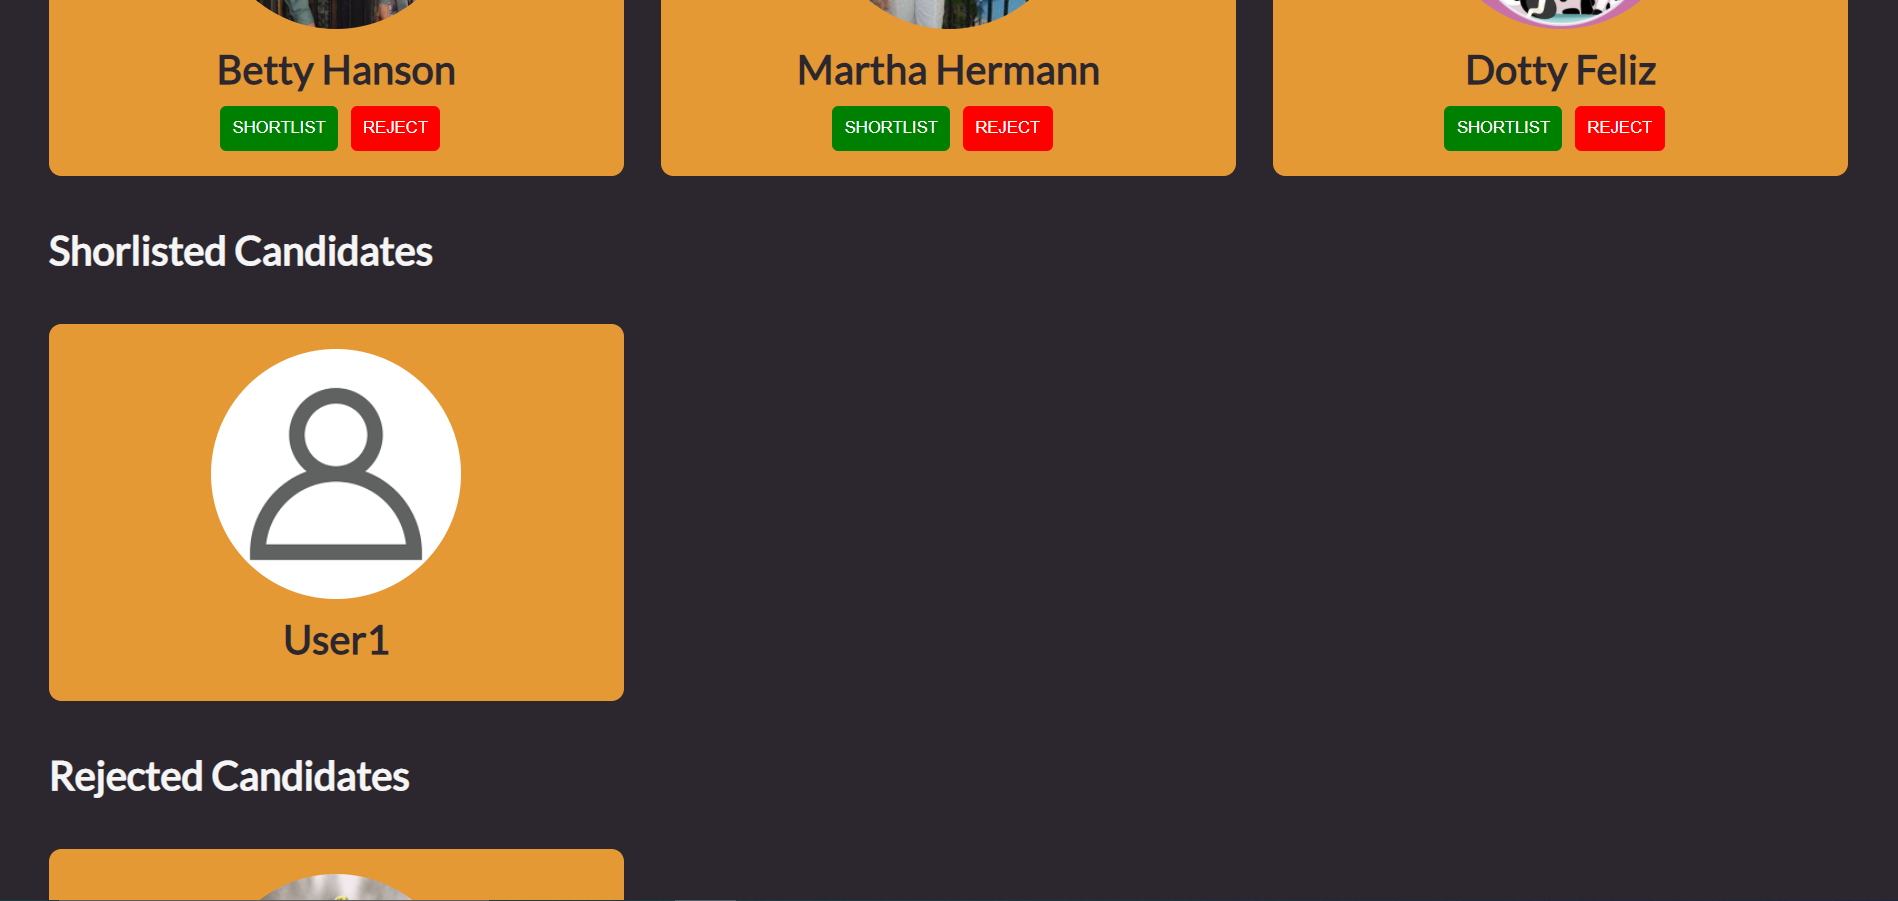 Betty Hanson
SHORTLIST REJECT
Martha Hermann
SHORTLIST REJECT
Dotty Feliz
SHORTLIST REJECT
Shorlisted Candidates
User1
Rejected Candidates